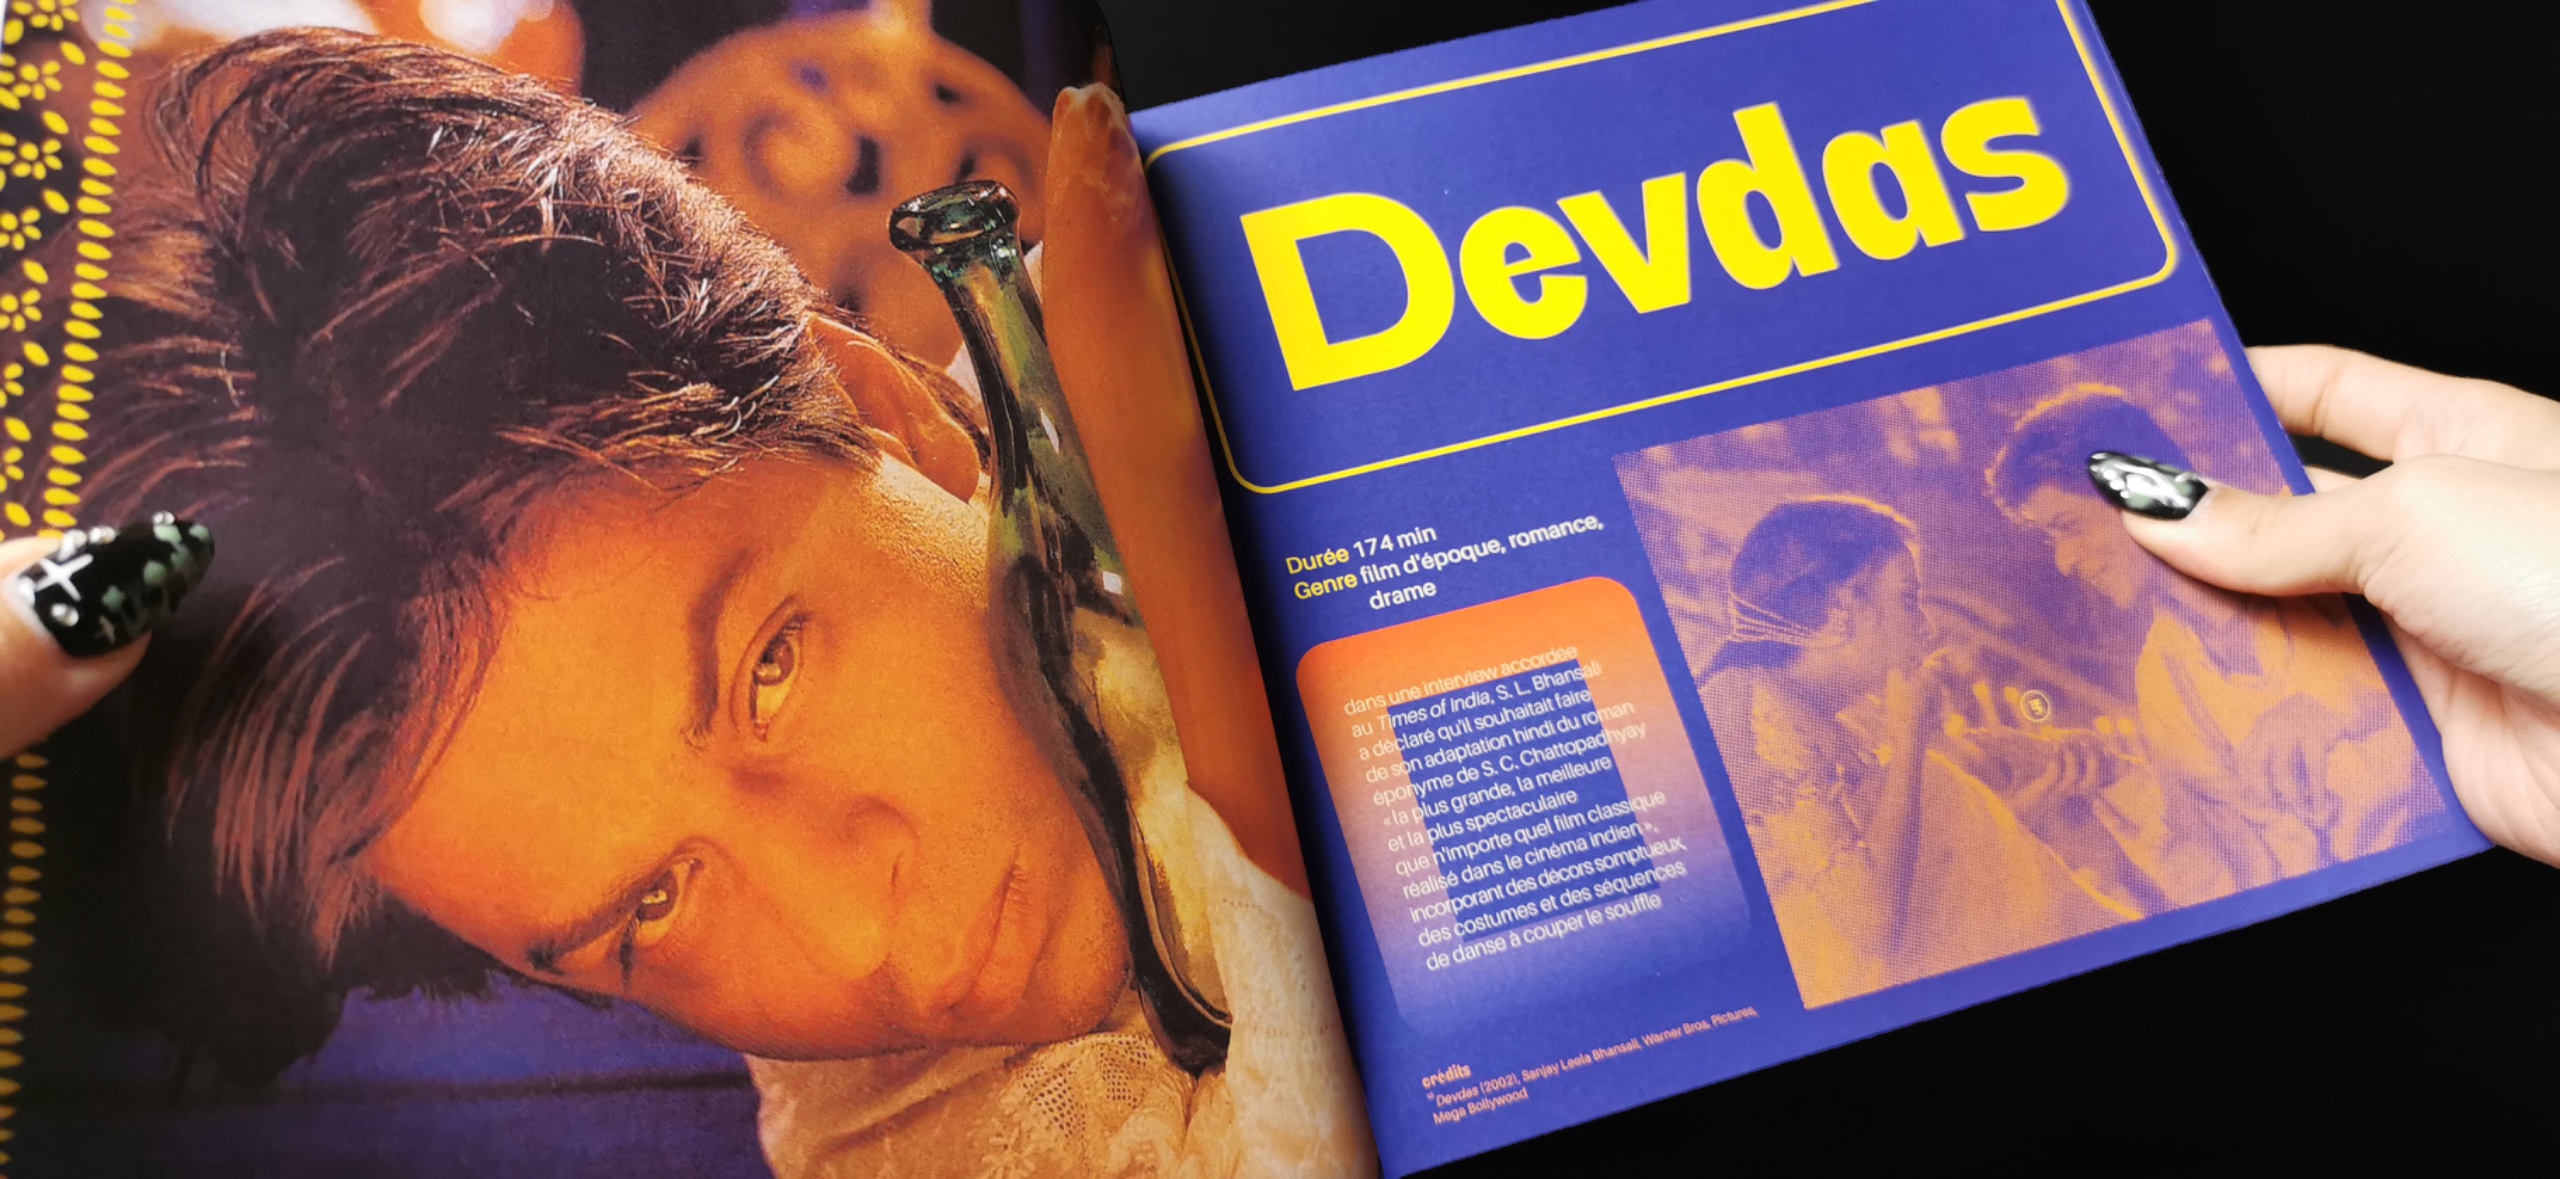 Devdas
Durée 174 min
Genre film d'époque, romance,
drame
dans une interview accordée
au Times of India, S. L. Bhansali
a déclaré qu'il souhaitait faire
de son adaptation hindi du roman
éponyme de S. C. Chattopadhyay
« la plus grande, la meilleure
et la plus spectaculaire
que n'importe quel film classique
réalisé dans le cinéma indien »,
incorporant des décors somptueux,
des costumes et des séquences
de danse à couper le souffle
crédits
Devdas (2002), Sanjay Leela Bhansali, Warner Bros. Pictures,
Mega Bollywood